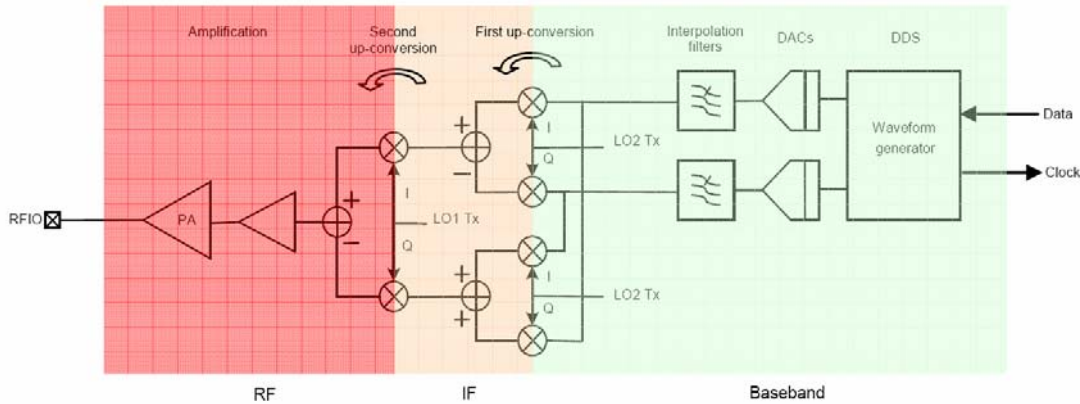 Amplification
Second
up-conversion
First up-conversion
Interpolation
filters
DACs
DDS
RFIO
PA
+
−
I
LO1 Tx
Q
+
−
I
LO2 Tx
Q
+
+
I
LO2 Tx
Q
Waveform
generator
Data
Clock
RF
IF
Baseband